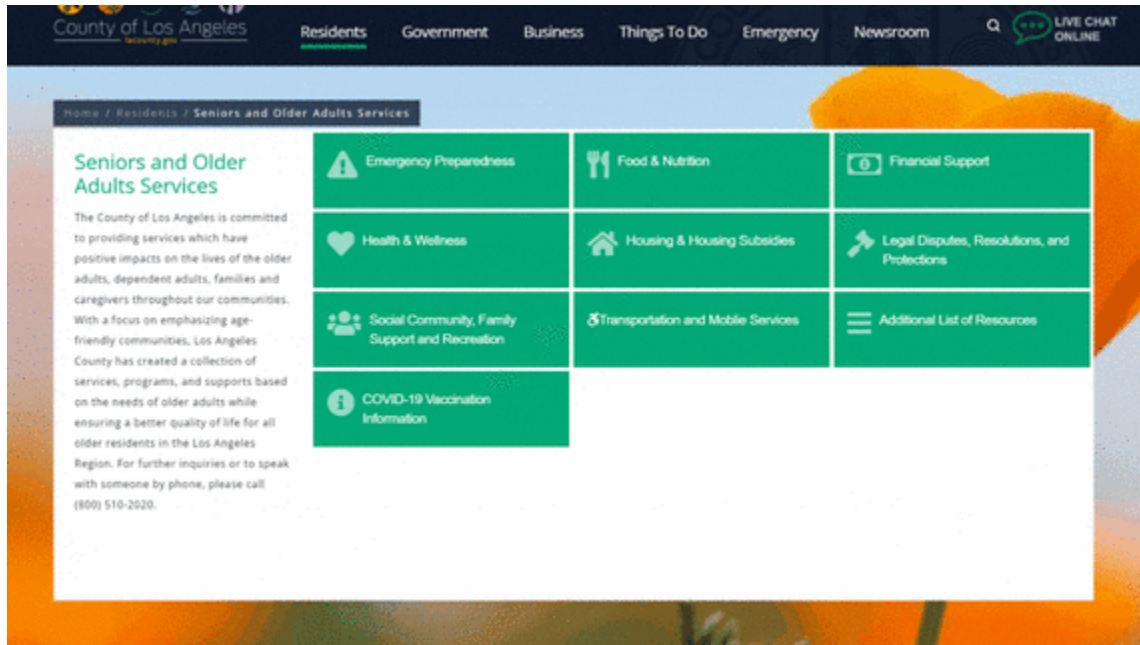 County of Los Angeles
lacounty.gov
Residents
Government
Business
Things To Do
Emergency
Newsroom
LIVE CHAT
ONLINE
Home / Residents / Seniors and Older Adults Services
Seniors and Older
Adults Services
The County of Los Angeles is committed
to providing services which have
positive impacts on the lives of the older
adults, dependent adults, families and
caregivers throughout our communities.
With a focus on emphasizing age-
friendly communities, Los Angeles
County has created a collection of
services, programs, and supports based
on the needs of older adults while
ensuring a better quality of life for all
older residents in the Los Angeles
Region. For further inquiries or to speak
with someone by phone, please call
(800) 510-2020.
Emergency Preparedness
Food & Nutrition
Financial Support
Health & Wellness
Housing & Housing Subsidies
Legal Disputes, Resolutions, and
Protections
Social Community, Family
Support and Recreation
Transportation and Moblie Services
Additional List of Resources
COVID-19 Vaccination
Information